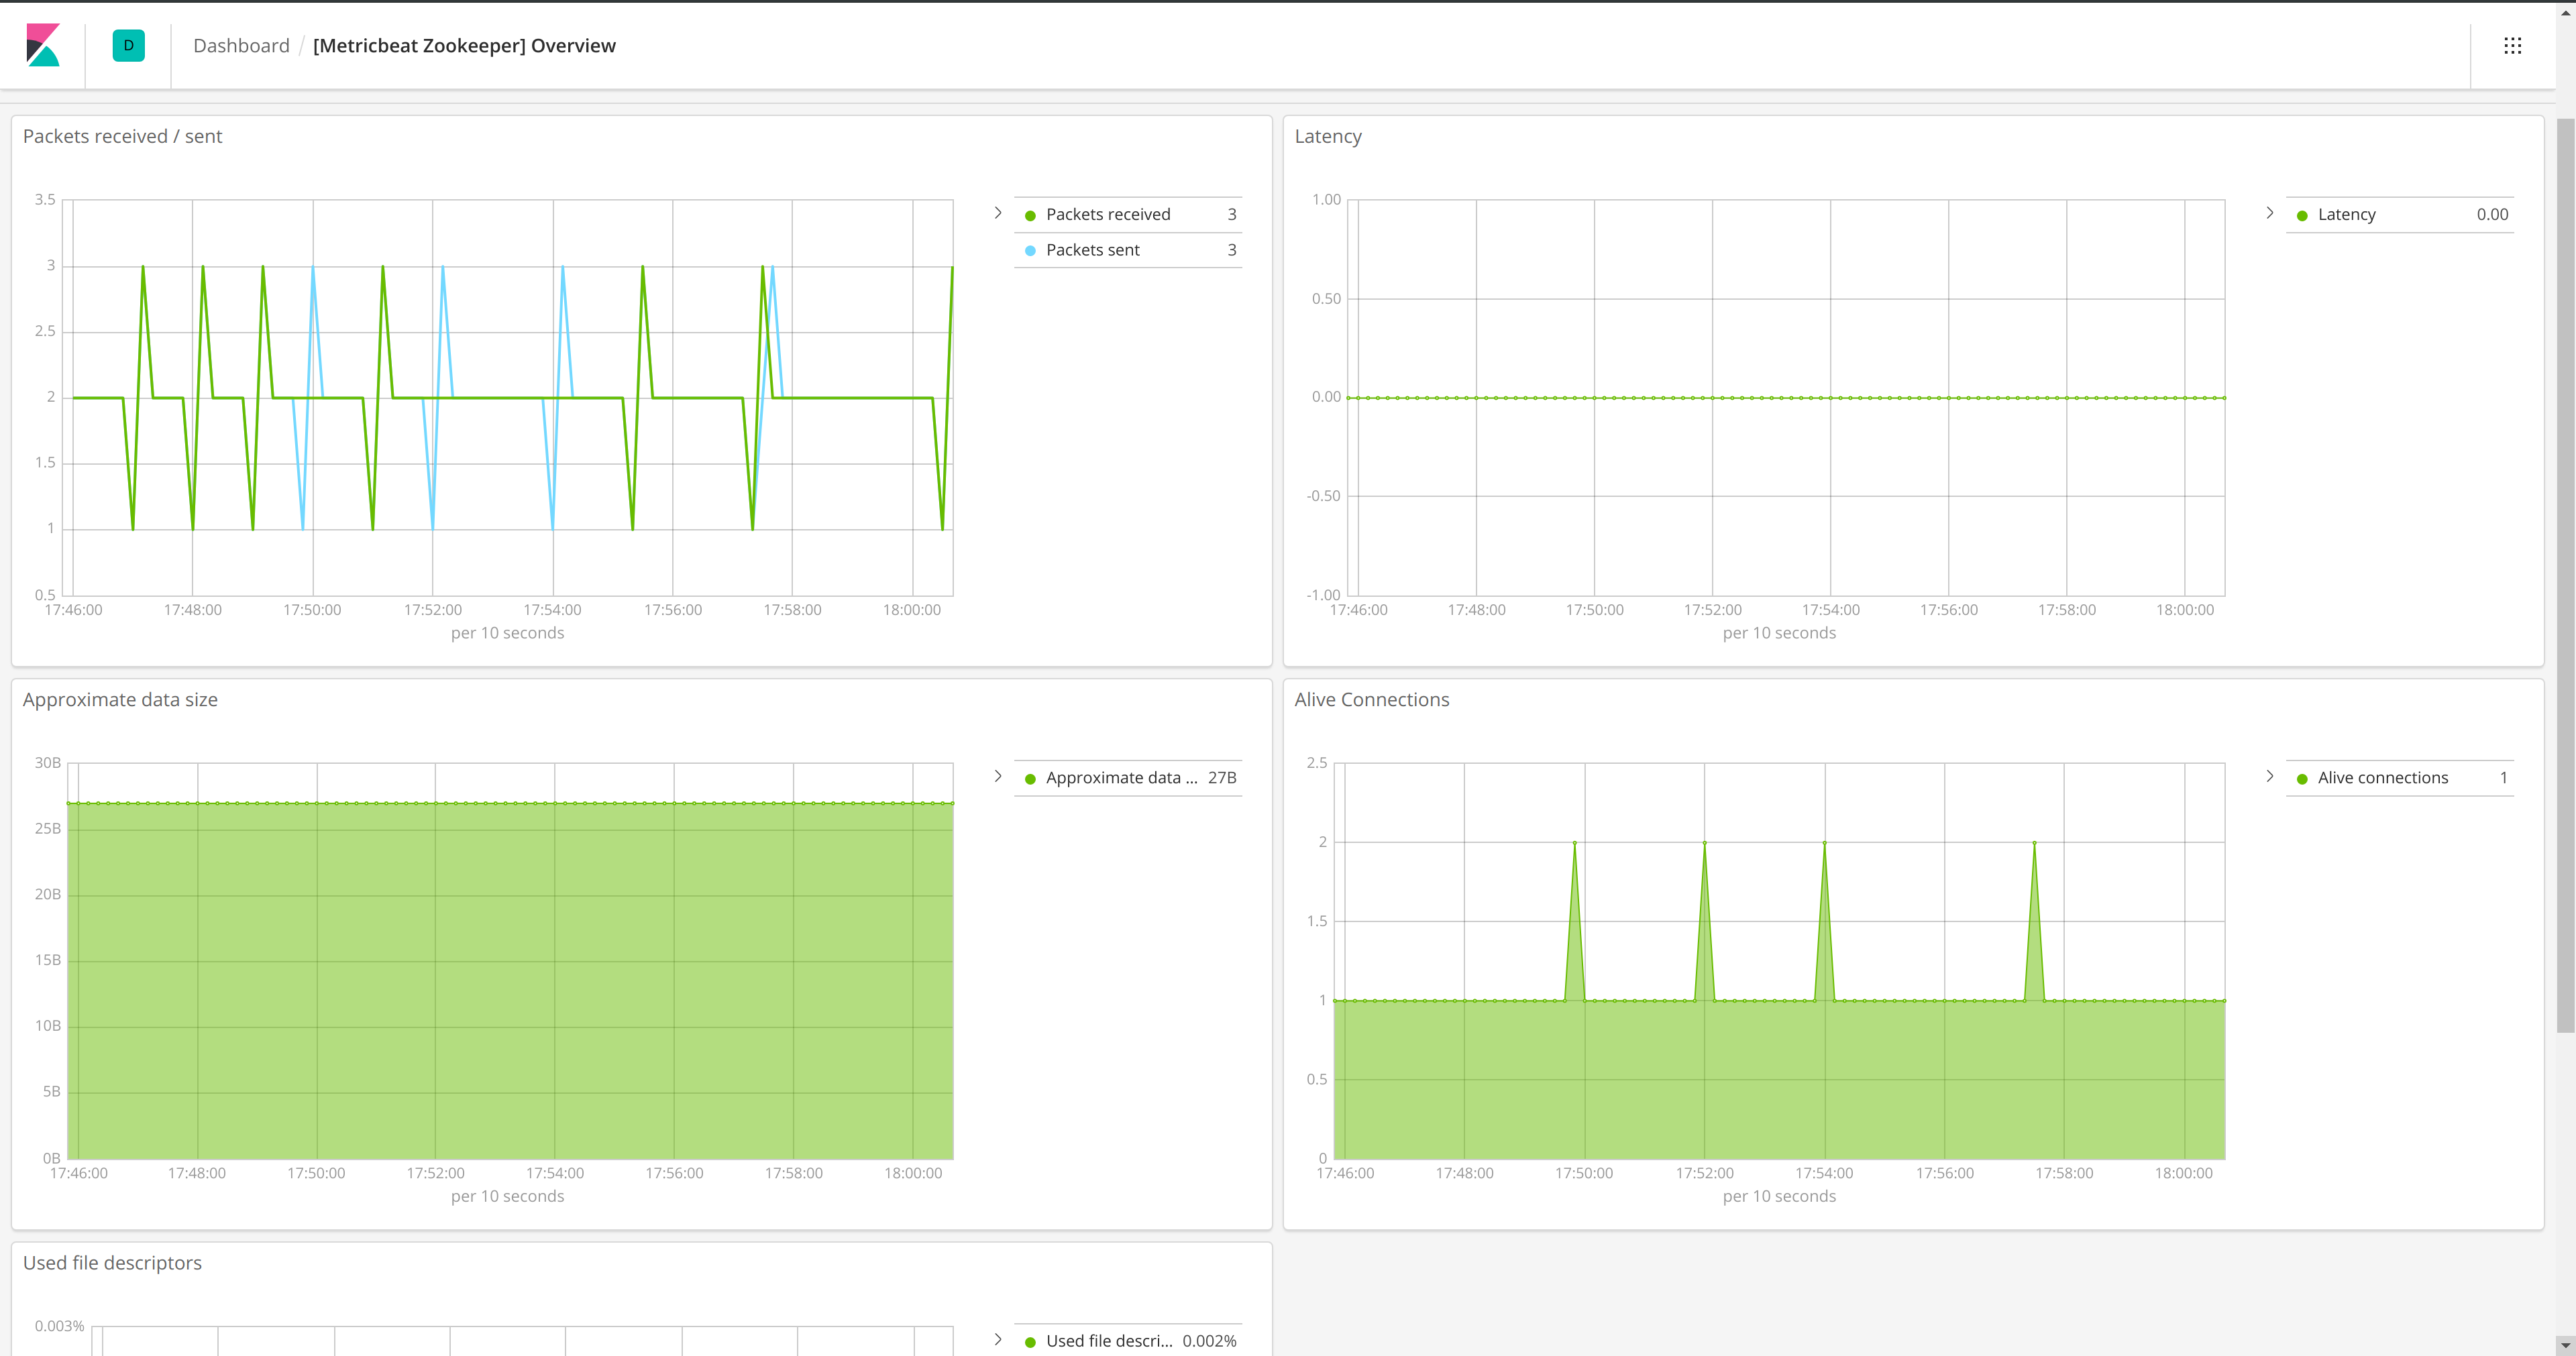 D
Dashboard / [Metricbeat Zookeeper] Overview
Packets received / sent
3.5
3
2.5
2
1.5
1
0.5
17:46:00 17:48:00 17:50:00 17:52:00 17:54:00 17:56:00 17:58:00 18:00:00
per 10 seconds
Packets received 3
Packets sent 3
Latency
1.00
0.50
0.00
-0.50
-1.00
17:46:00 17:48:00 17:50:00 17:52:00 17:54:00 17:56:00 17:58:00 18:00:00
per 10 seconds
Latency 0.00
Approximate data size
30B
25B
20B
15B
10B
5B
0B
17:46:00 17:48:00 17:50:00 17:52:00 17:54:00 17:56:00 17:58:00 18:00:00
per 10 seconds
Approximate data ... 27B
Alive Connections
2.5
2
1.5
1
0.5
0
17:46:00 17:48:00 17:50:00 17:52:00 17:54:00 17:56:00 17:58:00 18:00:00
per 10 seconds
Alive connections 1
Used file descriptors
0.003%
Used file descri... 0.002%